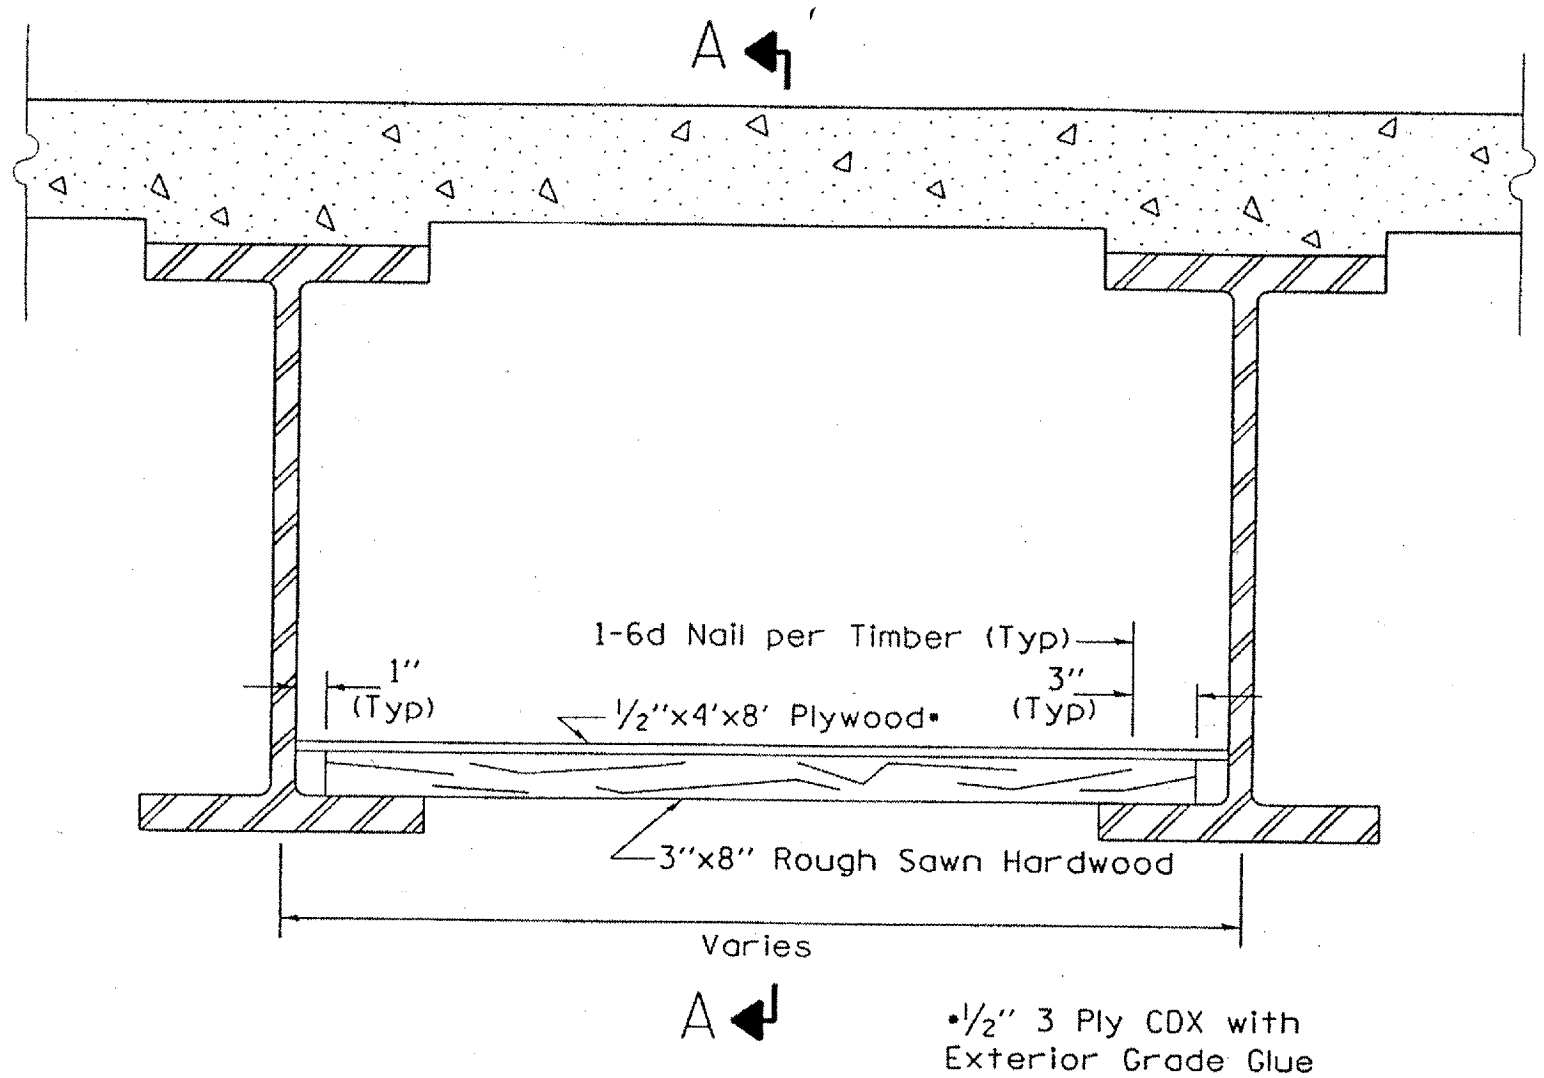 A
1-6d Nail per Timber (Typ)
1"
(Typ)
3"
(Typ)
1/2"x4'x8' Plywood*
3"x8" Rough Sawn Hardwood
Varies
A
*1/2" 3 Ply CDX with
Exterior Grade Glue